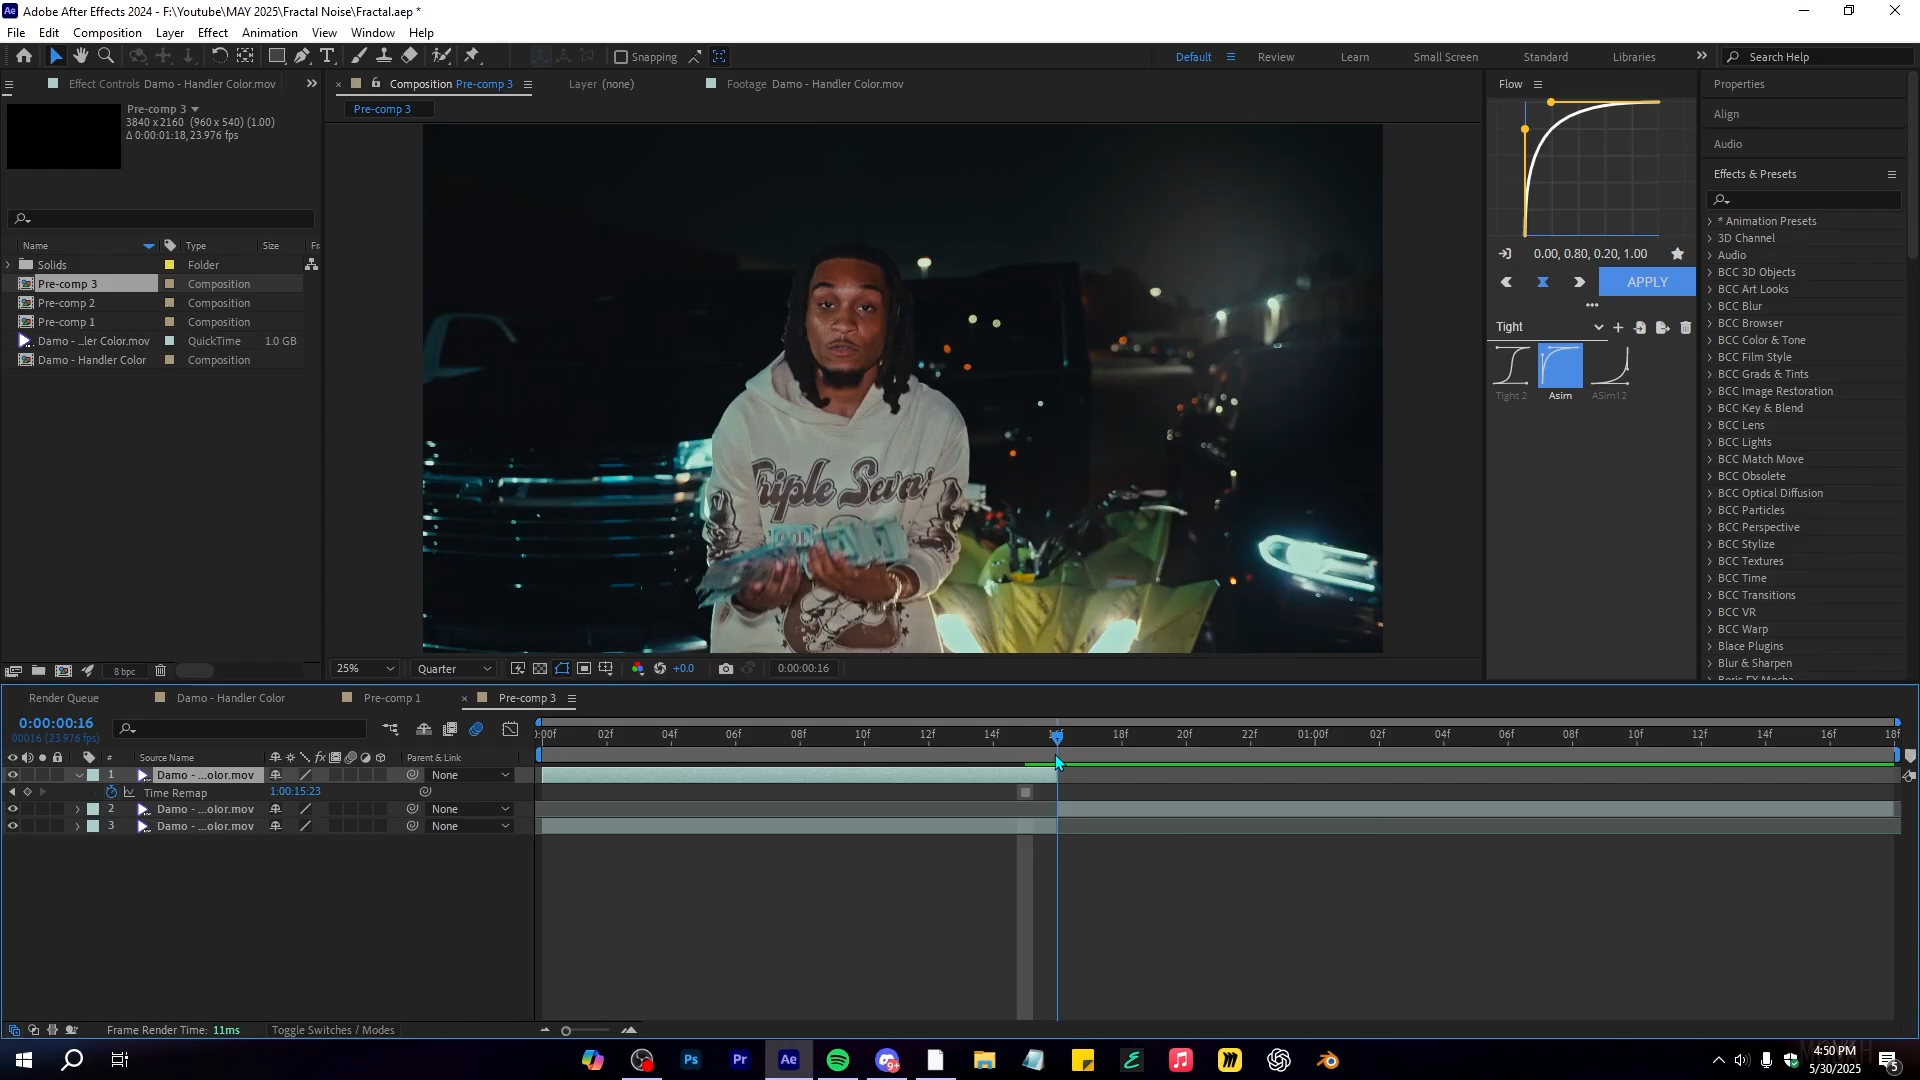 Adobe After Effects 2024 - F:\Youtube\MAY 2025\Fractal Noise\Fractal.aep *
File Edit Composition Layer Effect Animation View Window Help
Snapping
Default Review Learn Small Screen Standard Libraries Search Help
Effect Controls Damo - Handler Color.mov
Composition Pre-comp 3
Layer (none)
Footage Damo - Handler Color.mov
Pre-comp 3
Pre-comp 3
3840 x 2160 (960 x 540) (1.00)
Δ 0:00:01:18, 23.976 fps
Name Type Size Fr
Solids Folder
Pre-comp 3 Composition
Pre-comp 2 Composition
Pre-comp 1 Composition
Damo - ...ler Color.mov QuickTime 1.0 GB
Damo - Handler Color Composition
8 bpc
Triple
25% Quarter +0.0 0:00:00:16
Flow
0.00, 0.80, 0.20, 1.00
APPLY
Tight
Tight 2 Asim ASim12
Properties
Align
Audio
Effects & Presets
* Animation Presets
3D Channel
Audio
BCC 3D Objects
BCC Art Looks
BCC Blur
BCC Browser
BCC Color & Tone
BCC Film Style
BCC Grads & Tints
BCC Image Restoration
BCC Key & Blend
BCC Lens
BCC Lights
BCC Match Move
BCC Obsolete
BCC Optical Diffusion
BCC Particles
BCC Perspective
BCC Stylize
BCC Textures
BCC Time
BCC Transitions
BCC VR
BCC Warp
Blace Plugins
Blur & Sharpen
Boris FX Mocha
Render Queue Damo - Handler Color Pre-comp 1 Pre-comp 3
0:00:00:16
00016 (23.976 fps)
:00f 02f 04f 06f 08f 10f 12f 14f 16f 18f 20f 22f 01:00f 02f 04f 06f 08f 10f 12f 14f 16f 18f
# Source Name Parent & Link
1 Damo - ...olor.mov None
Time Remap 1:00:15:23
2 Damo - ...olor.mov None
3 Damo - ...olor.mov None
Frame Render Time: 11ms Toggle Switches / Modes
Ps Pr Ae 9+
4:50 PM
5/30/2025
5